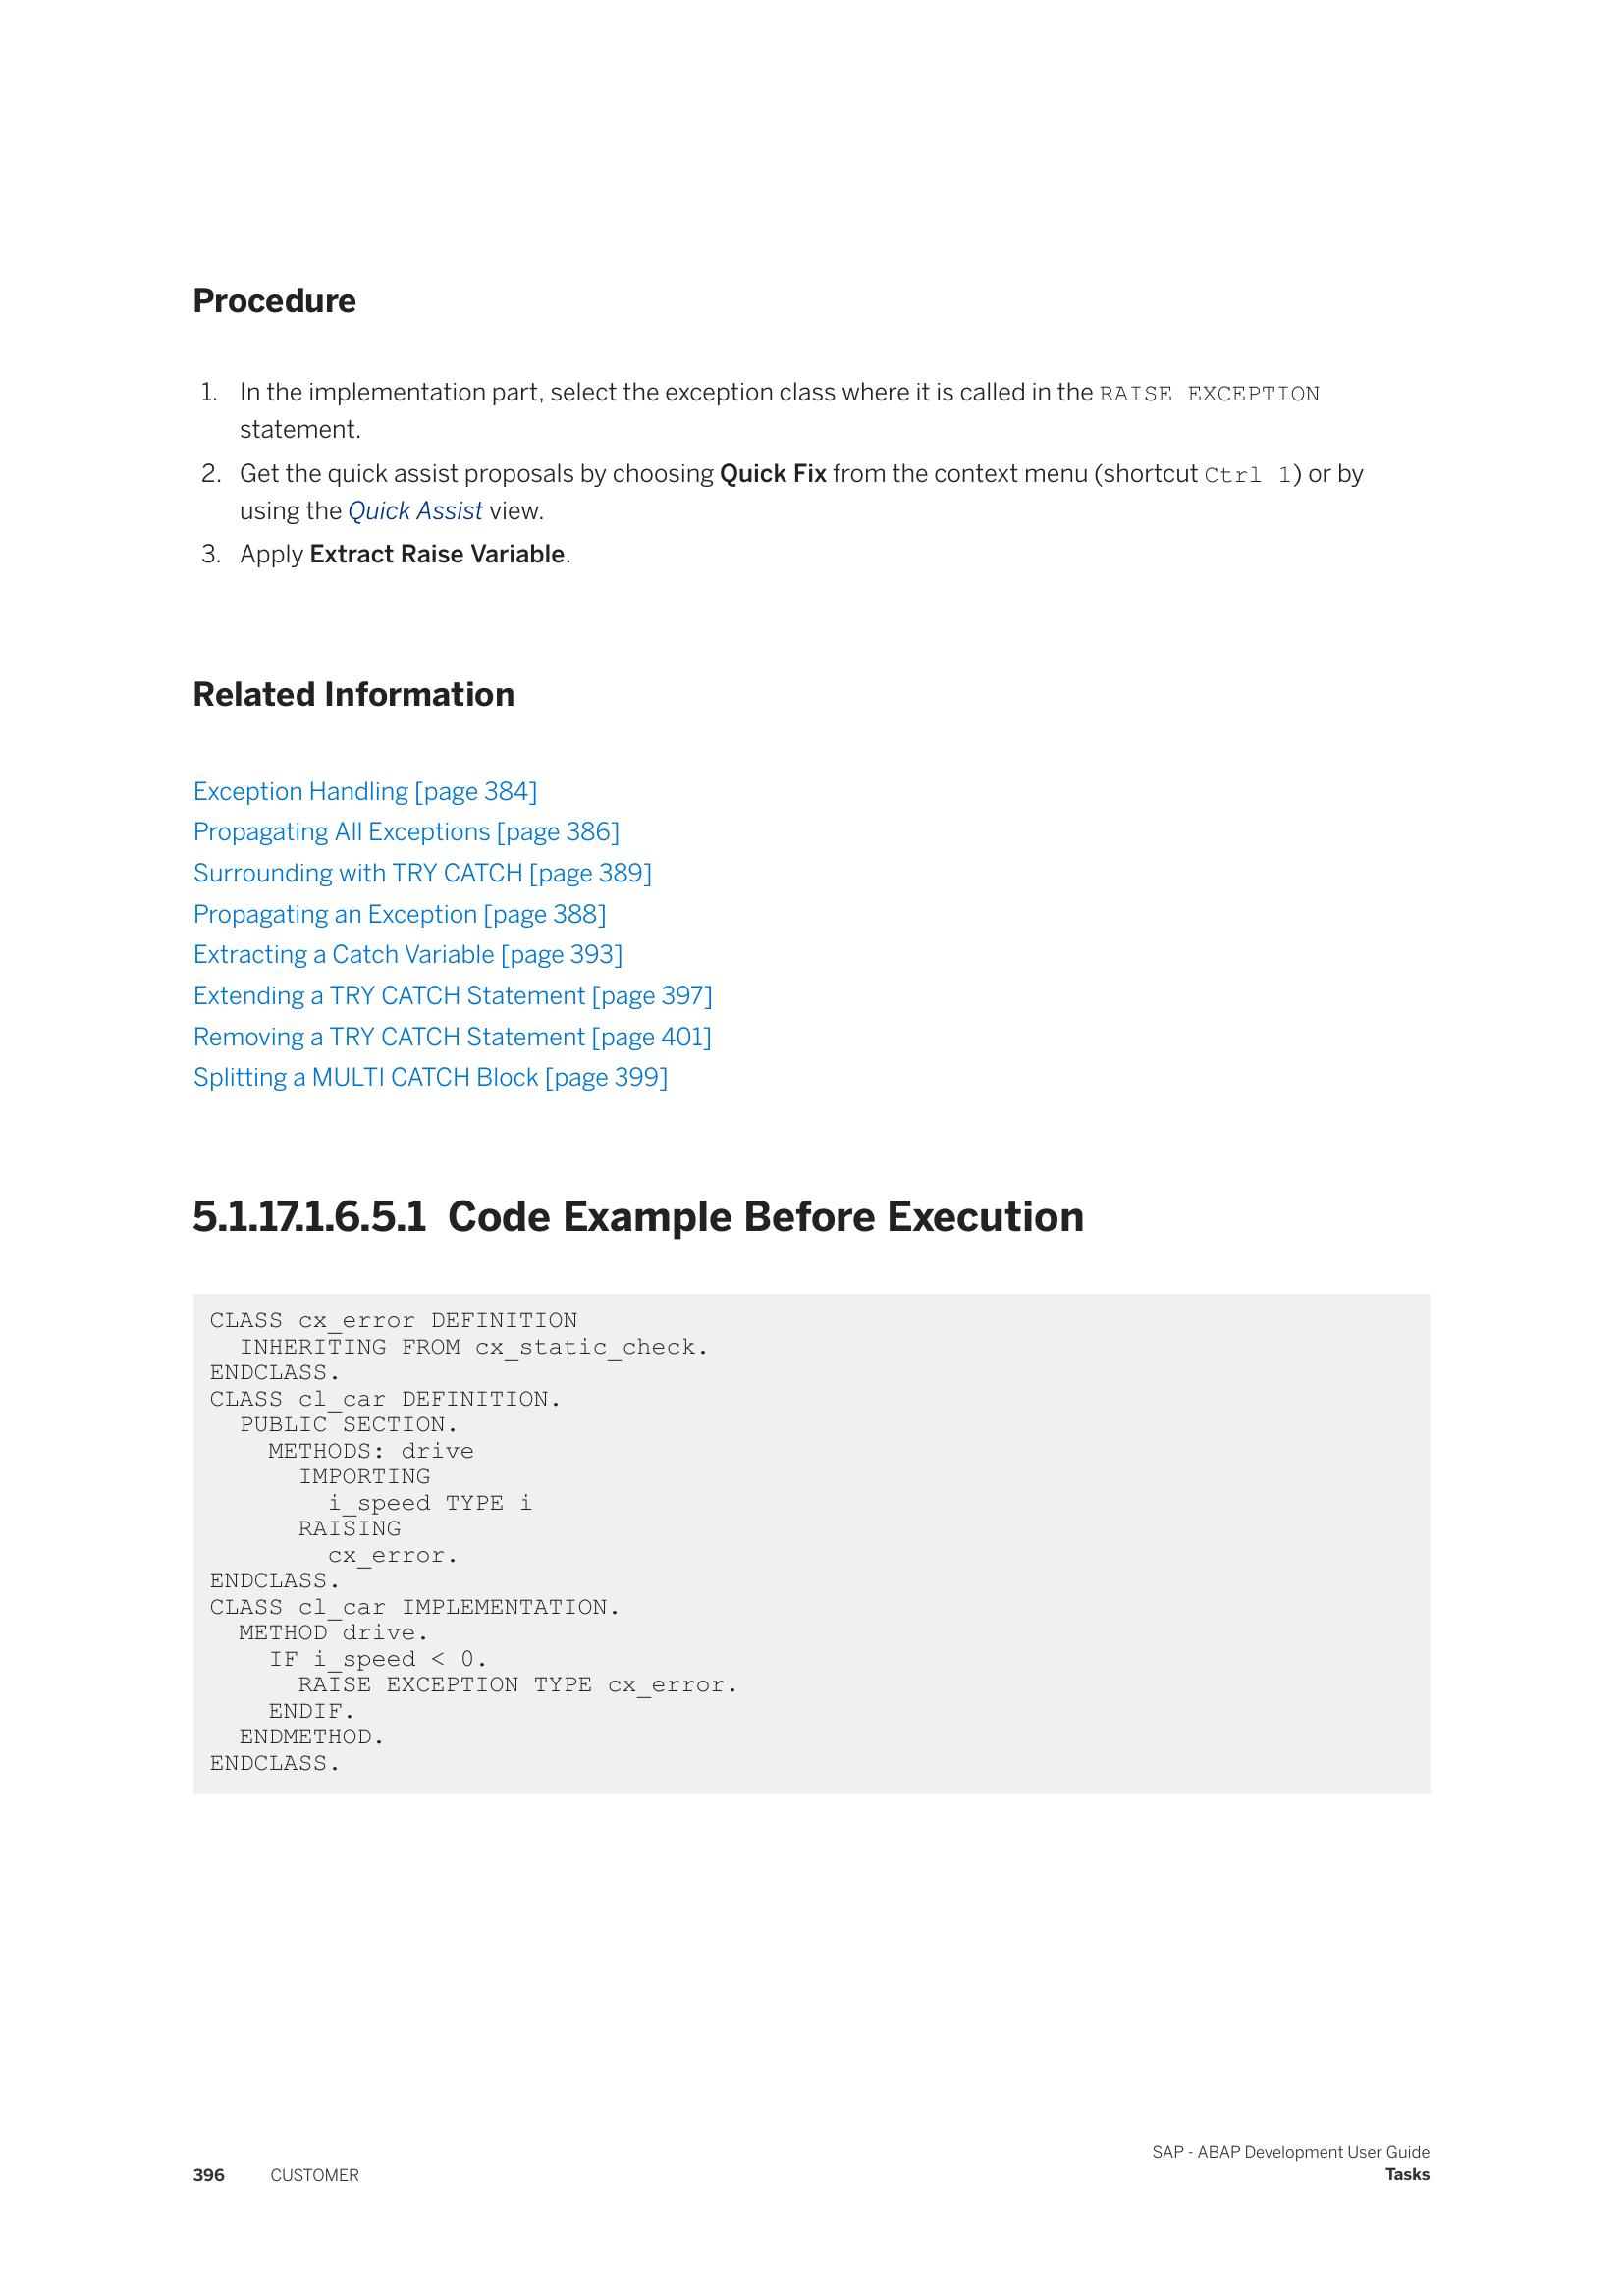 Procedure
1. In the implementation part, select the exception class where it is called in the RAISE EXCEPTION
statement.
2. Get the quick assist proposals by choosing Quick Fix from the context menu (shortcut Ctrl 1) or by
using the Quick Assist view.
3. Apply Extract Raise Variable.
Related Information
Exception Handling [page 384]
Propagating All Exceptions [page 386]
Surrounding with TRY CATCH [page 389]
Propagating an Exception [page 388]
Extracting a Catch Variable [page 393]
Extending a TRY CATCH Statement [page 397]
Removing a TRY CATCH Statement [page 401]
Splitting a MULTI CATCH Block [page 399]
5.1.17.1.6.5.1 Code Example Before Execution
CLASS cx_error DEFINITION
  INHERITING FROM cx_static_check.
ENDCLASS.
CLASS cl_car DEFINITION.
  PUBLIC SECTION.
    METHODS: drive
      IMPORTING
        i_speed TYPE i
      RAISING
        cx_error.
ENDCLASS.
CLASS cl_car IMPLEMENTATION.
  METHOD drive.
    IF i_speed < 0.
      RAISE EXCEPTION TYPE cx_error.
    ENDIF.
  ENDMETHOD.
ENDCLASS.
SAP - ABAP Development User Guide
396 CUSTOMER Tasks